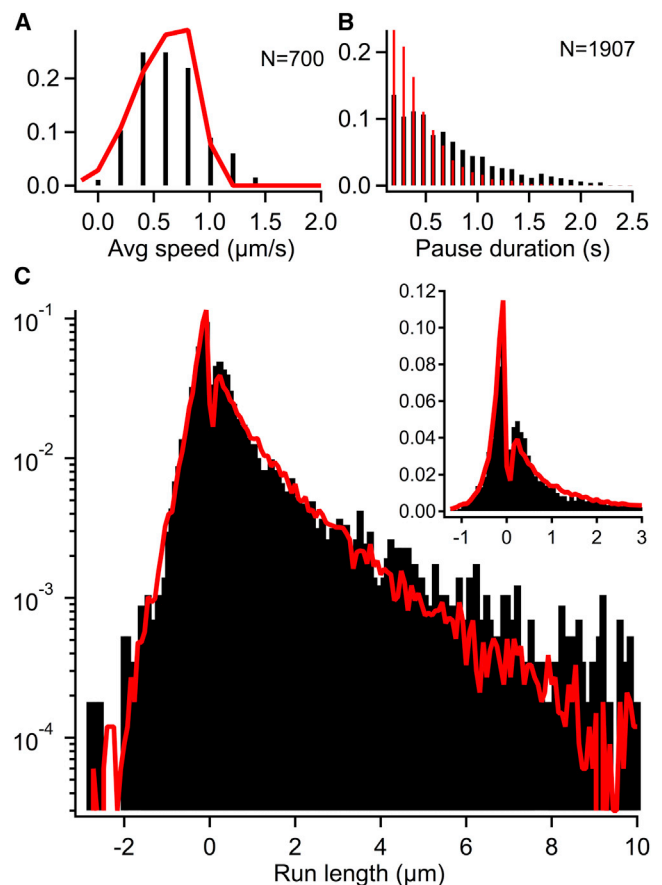 A
B
N=700
N=1907
0.2
0.1
0.0
0.2
0.1
0.0
0.0 0.5 1.0 1.5 2.0
0.5 1.0 1.5 2.0 2.5
Avg speed (μm/s)
Pause duration (s)
C
10-1
10-2
10-3
10-4
0.12
0.10
0.08
0.06
0.04
0.02
0.00
-1 0 1 2 3
-2 0 2 4 6 8 10
Run length (μm)